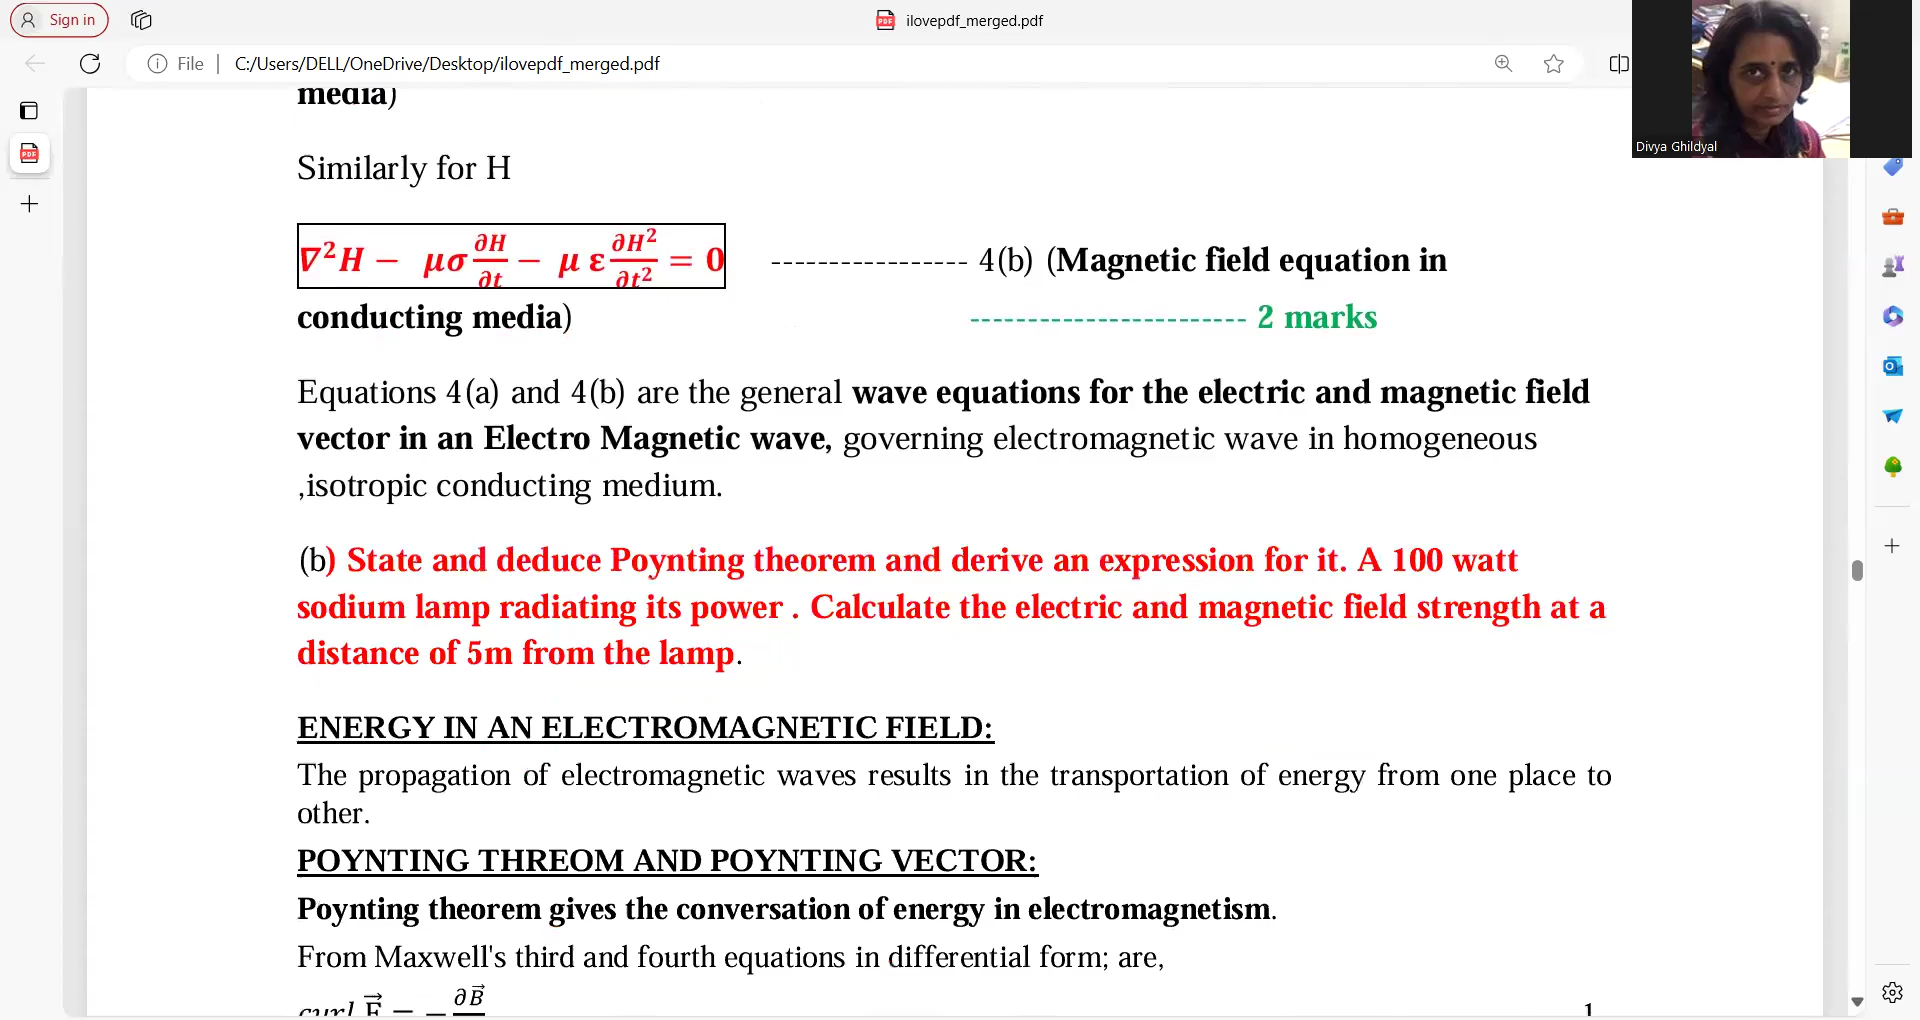 Sign in
ilovepdf_merged.pdf
File | C:/Users/DELL/OneDrive/Desktop/ilovepdf_merged.pdf
Divya Ghildyal
media)
Similarly for H
∇²H − μσ ∂H/∂t − μ ε ∂H²/∂t² = 0 ----------------- 4(b) (Magnetic field equation in
conducting media) ------------------------ 2 marks
Equations 4(a) and 4(b) are the general wave equations for the electric and magnetic field
vector in an Electro Magnetic wave, governing electromagnetic wave in homogeneous
,isotropic conducting medium.
(b) State and deduce Poynting theorem and derive an expression for it. A 100 watt
sodium lamp radiating its power . Calculate the electric and magnetic field strength at a
distance of 5m from the lamp.
ENERGY IN AN ELECTROMAGNETIC FIELD:
The propagation of electromagnetic waves results in the transportation of energy from one place to
other.
POYNTING THREOM AND POYNTING VECTOR:
Poynting theorem gives the conversation of energy in electromagnetism.
From Maxwell's third and fourth equations in differential form; are,
curl E⃗ = − ∂B⃗ 1